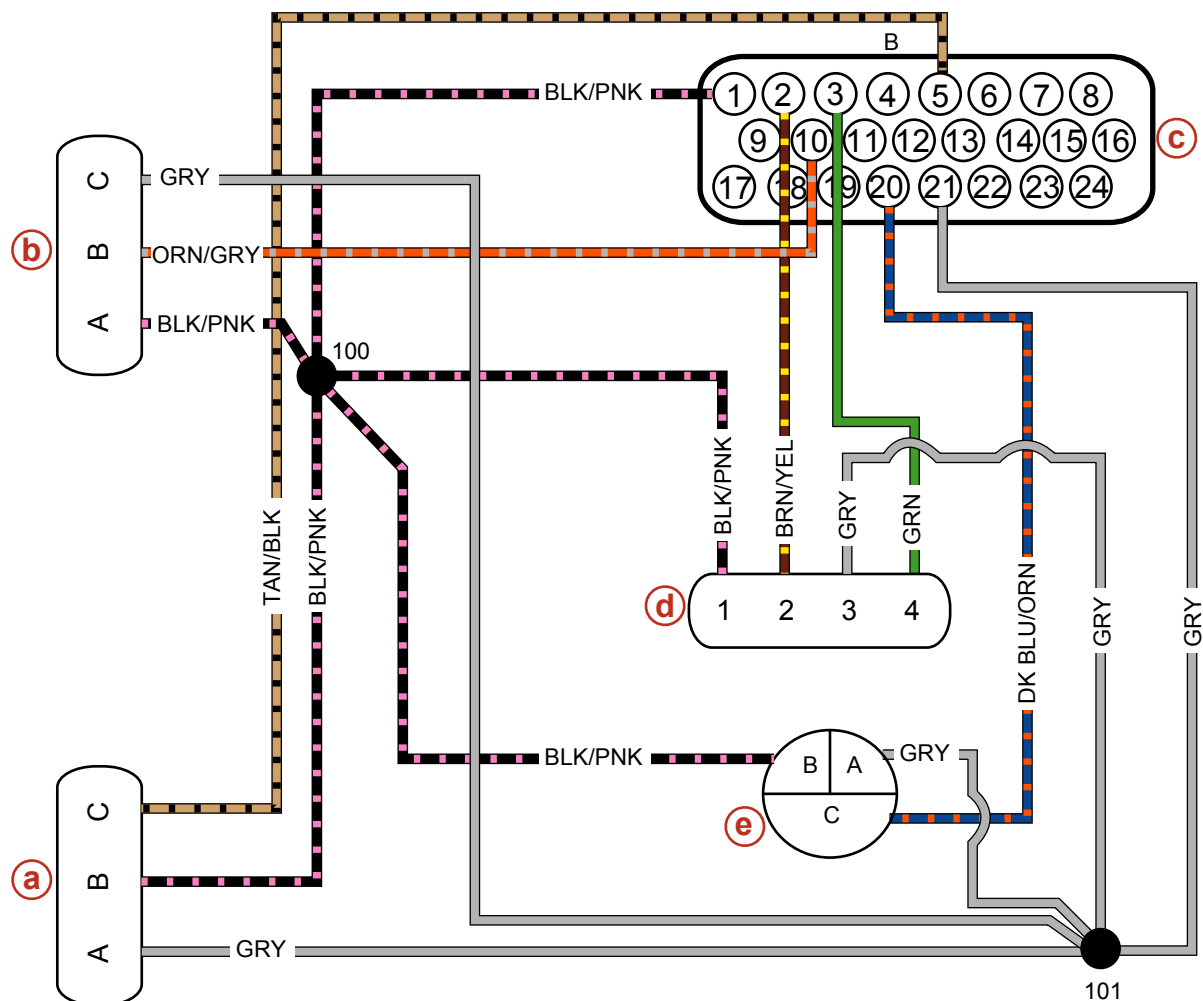 B
BLK/PNK
1 2 3 4 5 6 7 8
9 10 11 12 13 14 15 16
17 18 19 20 21 22 23 24
c
C
GRY
b
B
ORN/GRY
A
BLK/PNK
100
TAN/BLK
BLK/PNK
BLK/PNK
BRN/YEL
GRY
GRN
DK BLU/ORN
GRY
GRY
d
1 2 3 4
BLK/PNK
B A
GRY
C
e
C
a
B
A
GRY
101